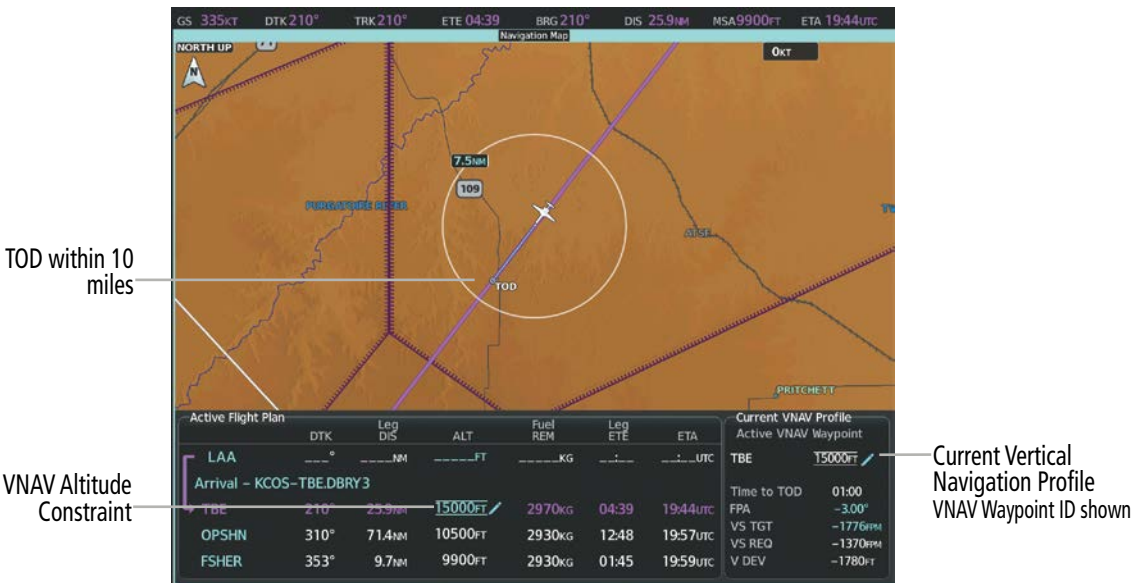 GS 335KT DTK 210° TRK 210° ETE 04:39 BRG 210° DIS 25.9NM MSA 9900FT ETA 19:44UTC
Navigation Map
NORTH UP
N
71
0KT
7.5NM
109
PURGATOIRE RIVER
ATSF
TOD
TOD within 10
miles
PRITCHETT
Active Flight Plan
DTK Leg DIS ALT Fuel REM Leg ETE ETA
LAA ___° ____NM _____FT _____KG __:__ __:__UTC
Arrival – KCOS–TBE.DBRY3
TBE 210° 25.9NM 15000FT 2970KG 04:39 19:44UTC
OPSHN 310° 71.4NM 10500FT 2930KG 12:48 19:57UTC
FSHER 353° 9.7NM 9900FT 2930KG 01:45 19:59UTC
VNAV Altitude
Constraint
Current VNAV Profile
Active VNAV Waypoint
TBE 15000FT
Time to TOD 01:00
FPA –3.00°
VS TGT –1776FPM
VS REQ –1370FPM
V DEV –1780FT
Current Vertical
Navigation Profile
VNAV Waypoint ID shown